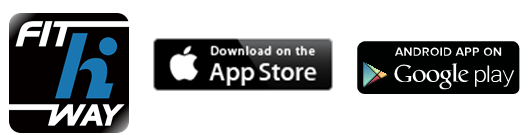 FIT
hi
WAY
Download on the
App Store
ANDROID APP ON
Google play